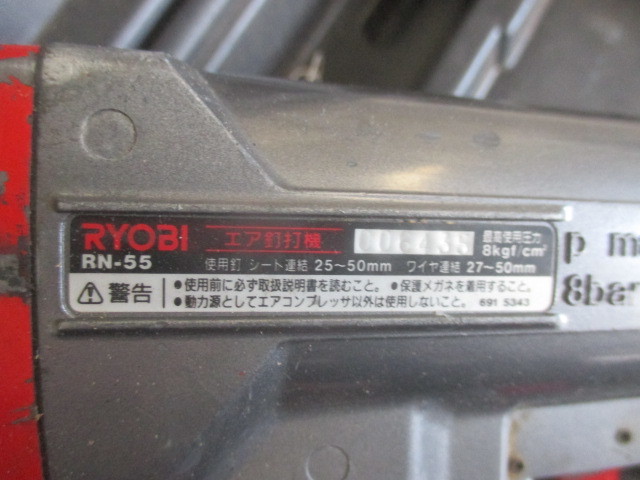 RYOBI エア釘打機 最高使用圧力
RN-55 8kgf/cm²
使用釘 シート連結 25~50mm ワイヤ連結 27~50mm
警告 ●使用前に必ず取扱説明書を読むこと。 ●保護メガネを着用すること。
●動力源としてエアコンプレッサ以外は使用しないこと。 691 5343
p m
8bar